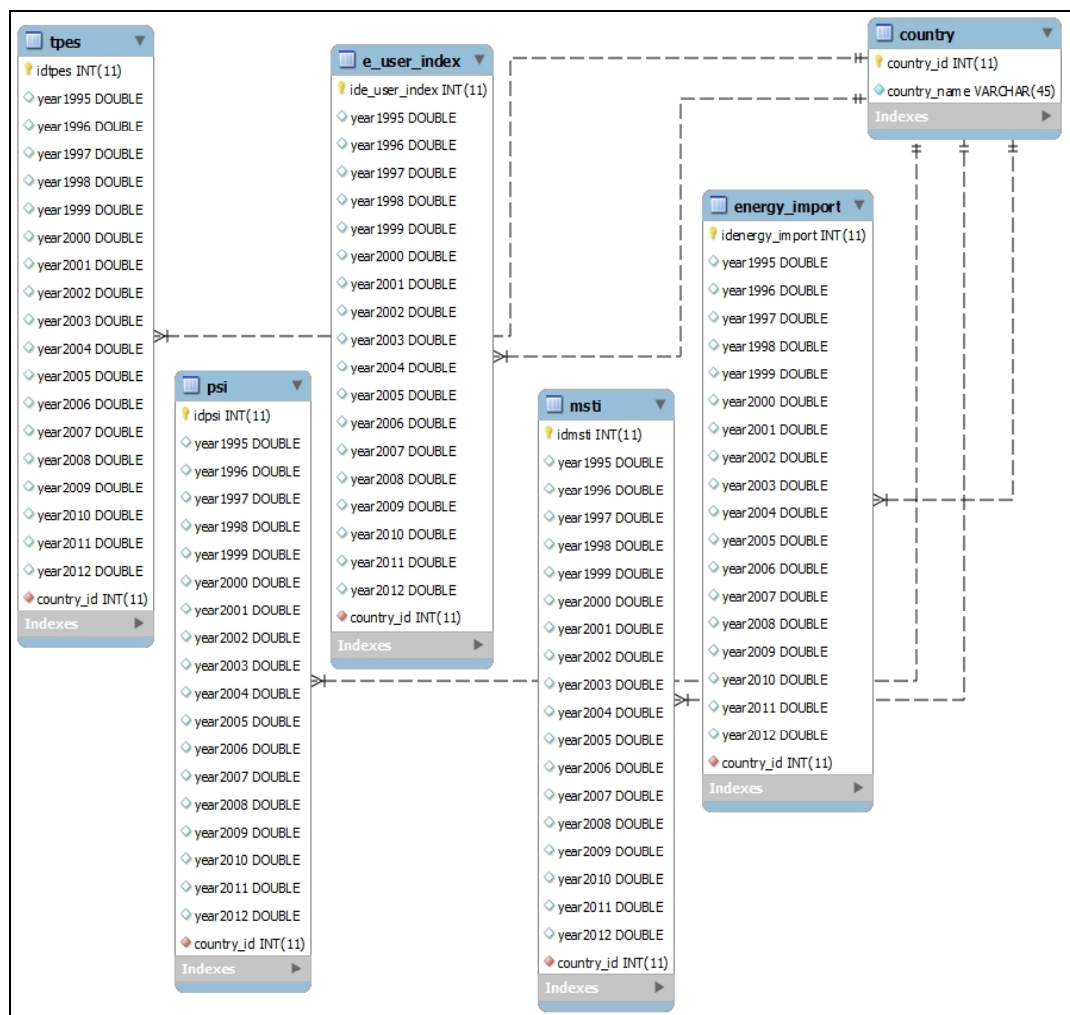 tpes
idtpes INT(11)
year1995 DOUBLE
year1996 DOUBLE
year1997 DOUBLE
year1998 DOUBLE
year1999 DOUBLE
year2000 DOUBLE
year2001 DOUBLE
year2002 DOUBLE
year2003 DOUBLE
year2004 DOUBLE
year2005 DOUBLE
year2006 DOUBLE
year2007 DOUBLE
year2008 DOUBLE
year2009 DOUBLE
year2010 DOUBLE
year2011 DOUBLE
year2012 DOUBLE
country_id INT(11)
Indexes
psi
idpsi INT(11)
year1995 DOUBLE
year1996 DOUBLE
year1997 DOUBLE
year1998 DOUBLE
year1999 DOUBLE
year2000 DOUBLE
year2001 DOUBLE
year2002 DOUBLE
year2003 DOUBLE
year2004 DOUBLE
year2005 DOUBLE
year2006 DOUBLE
year2007 DOUBLE
year2008 DOUBLE
year2009 DOUBLE
year2010 DOUBLE
year2011 DOUBLE
year2012 DOUBLE
country_id INT(11)
Indexes
e_user_index
ide_user_index INT(11)
year1995 DOUBLE
year1996 DOUBLE
year1997 DOUBLE
year1998 DOUBLE
year1999 DOUBLE
year2000 DOUBLE
year2001 DOUBLE
year2002 DOUBLE
year2003 DOUBLE
year2004 DOUBLE
year2005 DOUBLE
year2006 DOUBLE
year2007 DOUBLE
year2008 DOUBLE
year2009 DOUBLE
year2010 DOUBLE
year2011 DOUBLE
year2012 DOUBLE
country_id INT(11)
Indexes
msti
idmsti INT(11)
year1995 DOUBLE
year1996 DOUBLE
year1997 DOUBLE
year1998 DOUBLE
year1999 DOUBLE
year2000 DOUBLE
year2001 DOUBLE
year2002 DOUBLE
year2003 DOUBLE
year2004 DOUBLE
year2005 DOUBLE
year2006 DOUBLE
year2007 DOUBLE
year2008 DOUBLE
year2009 DOUBLE
year2010 DOUBLE
year2011 DOUBLE
year2012 DOUBLE
country_id INT(11)
Indexes
energy_import
idenergy_import INT(11)
year1995 DOUBLE
year1996 DOUBLE
year1997 DOUBLE
year1998 DOUBLE
year1999 DOUBLE
year2000 DOUBLE
year2001 DOUBLE
year2002 DOUBLE
year2003 DOUBLE
year2004 DOUBLE
year2005 DOUBLE
year2006 DOUBLE
year2007 DOUBLE
year2008 DOUBLE
year2009 DOUBLE
year2010 DOUBLE
year2011 DOUBLE
year2012 DOUBLE
country_id INT(11)
Indexes
country
country_id INT(11)
country_name VARCHAR(45)
Indexes